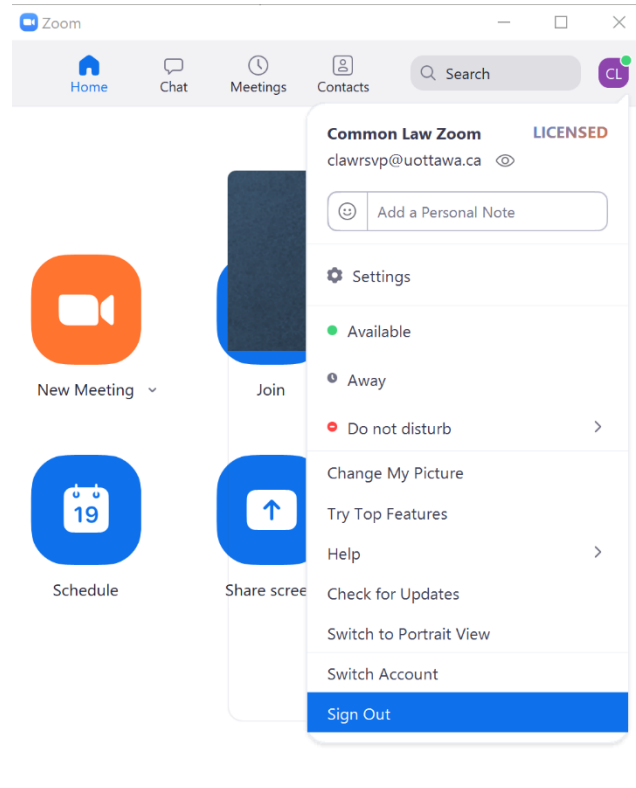 Zoom
Home Chat Meetings Contacts Search CL
Common Law Zoom LICENSED
clawrsvp@uottawa.ca
Add a Personal Note
Settings
Available
Away
Do not disturb
Change My Picture
Try Top Features
Help
Check for Updates
Switch to Portrait View
Switch Account
Sign Out
New Meeting Join
19
Schedule Share scree